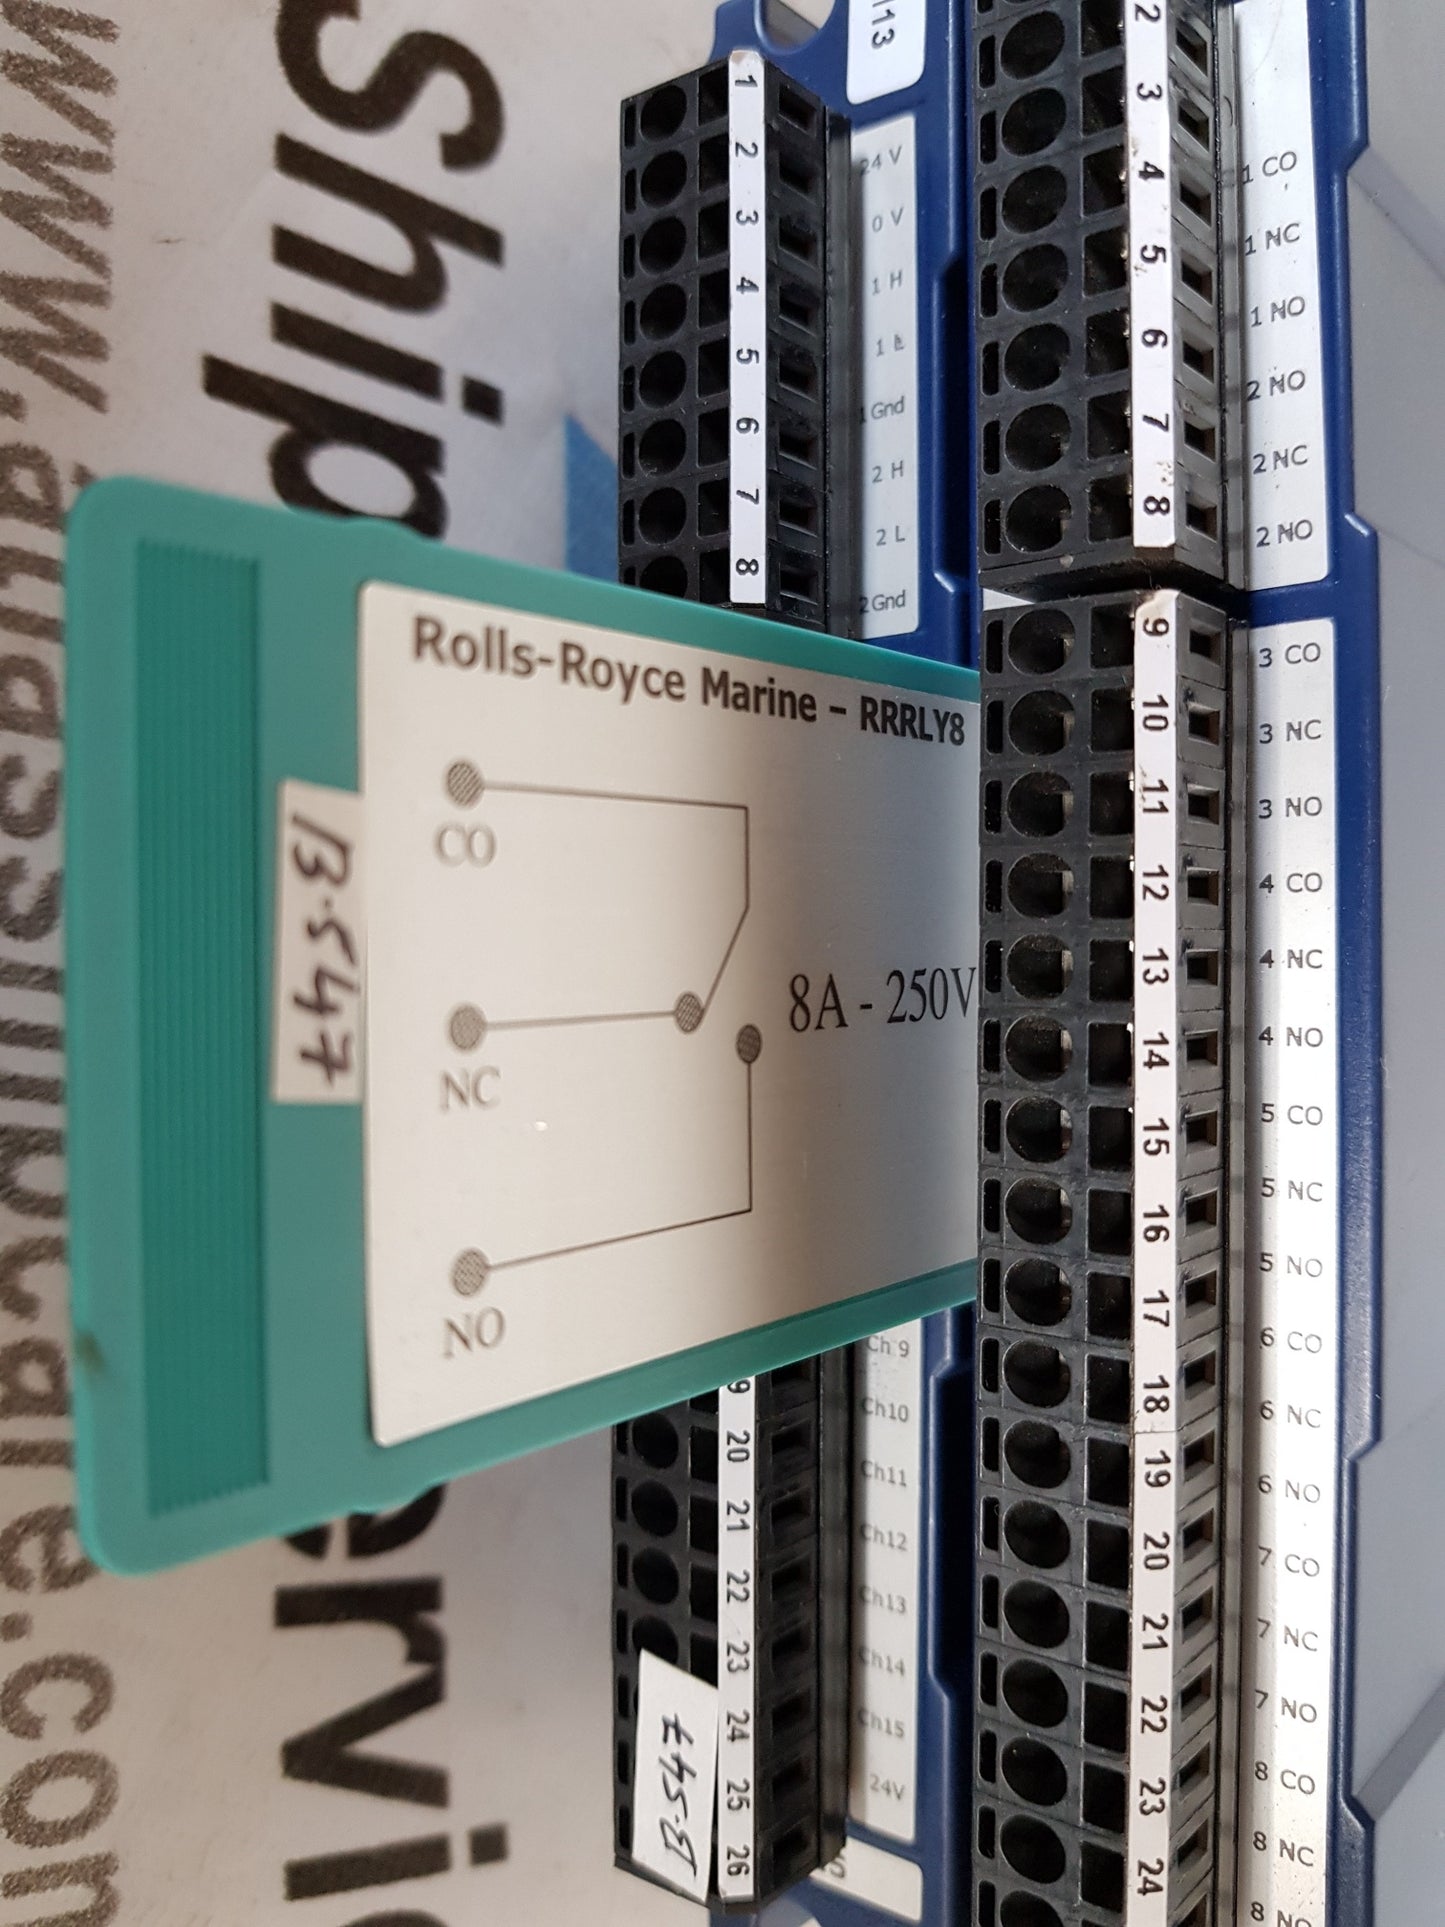 Rolls-Royce Marine – RRRLY8
CO
NC
NO
8A - 250V
B-547
Ship
www.
113
1
2
3
4
5
6
7
8
24 V
0 V
1 H
1 L
1 Gnd
2 H
2 L
2 Gnd
Ch 9
Ch10
Ch11
Ch12
Ch13
Ch14
Ch15
24V
9
20
21
22
23
24
25
26
B-547
2
3
4
5
6
7
8
9
10
11
12
13
14
15
16
17
18
19
20
21
22
23
24
1 CO
1 NC
1 NO
2 NO
2 NC
2 NO
3 CO
3 NC
3 NO
4 CO
4 NC
4 NO
5 CO
5 NC
5 NO
6 CO
6 NC
6 NO
7 CO
7 NC
7 NO
8 CO
8 NC
8 NO